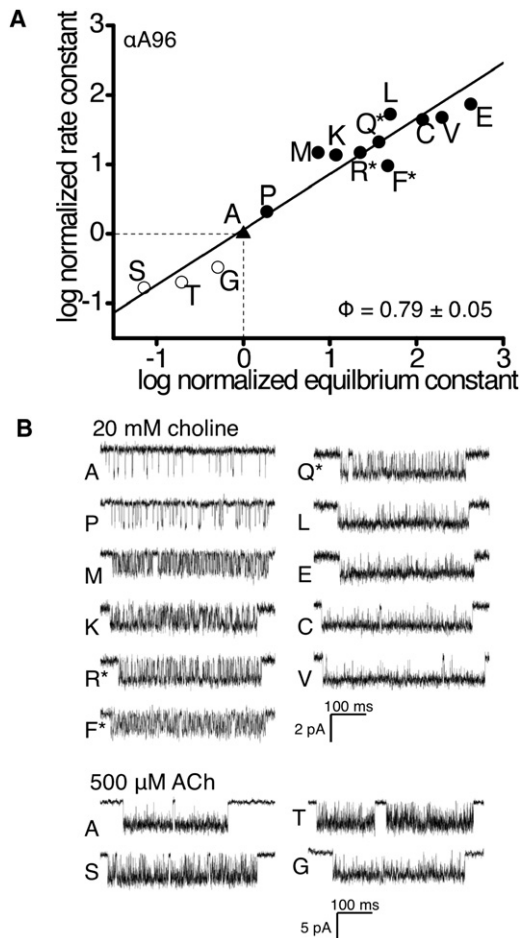 A
αA96
log normalized rate constant
3
2
1
0
-1
S
T
G
A
P
M
K
L
Q*
R*
F*
C
V
E
Φ = 0.79 ± 0.05
-1 0 1 2 3
log normalized equilbrium constant
B
20 mM choline
A
P
M
K
R*
F*
Q*
L
E
C
V
100 ms
2 pA
500 µM ACh
A
S
T
G
100 ms
5 pA